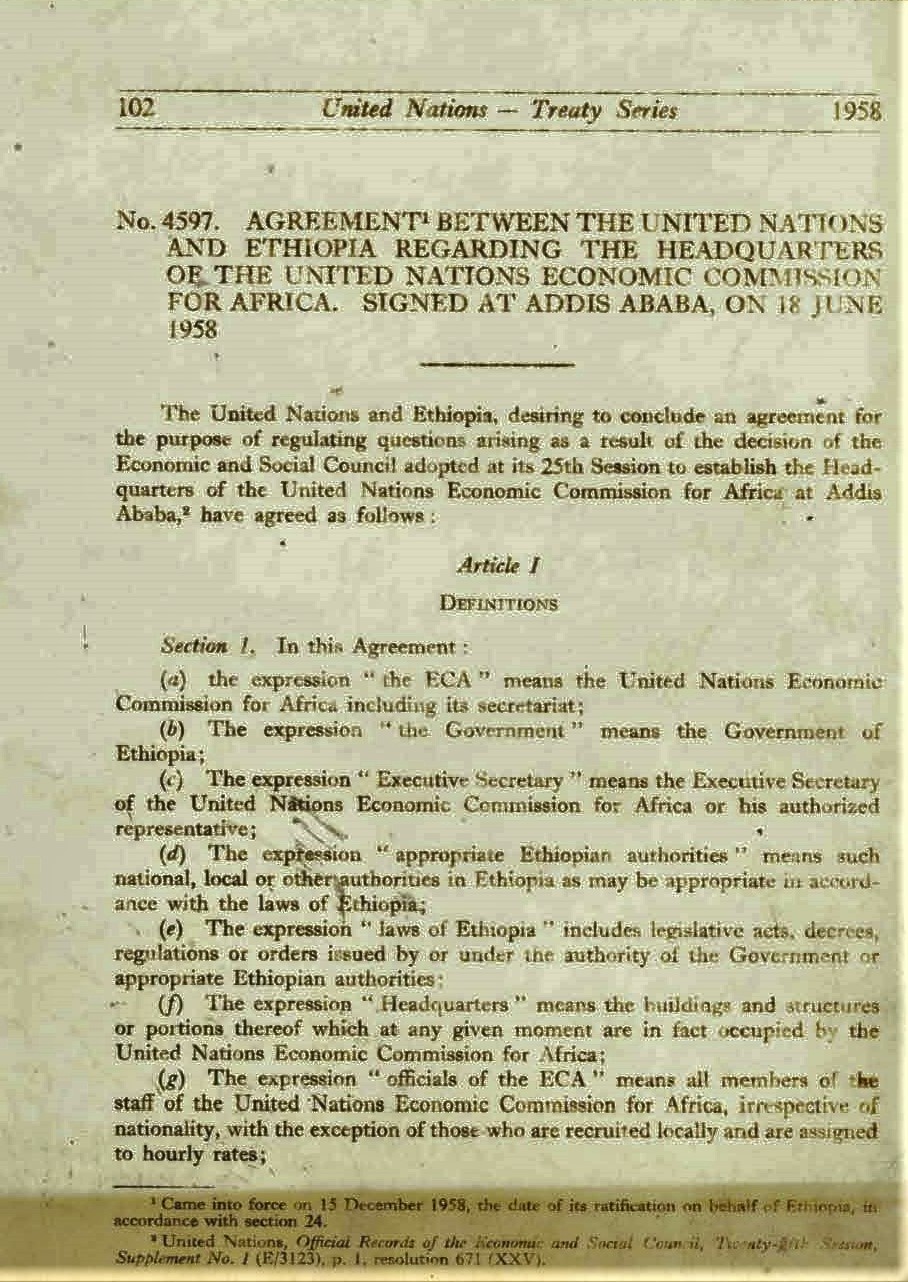 102 United Nations — Treaty Series 1958
No. 4597. AGREEMENT¹ BETWEEN THE UNITED NATIONS
AND ETHIOPIA REGARDING THE HEADQUARTERS
OF THE UNITED NATIONS ECONOMIC COMMISSION
FOR AFRICA. SIGNED AT ADDIS ABABA, ON 18 JUNE
1958
The United Nations and Ethiopia, desiring to conclude an agreement for
the purpose of regulating questions arising as a result of the decision of the
Economic and Social Council adopted at its 25th Session to establish the Head-
quarters of the United Nations Economic Commission for Africa at Addis
Ababa,² have agreed as follows :
Article I
DEFINITIONS
Section 1. In this Agreement :
(a) the expression " the ECA " means the United Nations Economic
Commission for Africa including its secretariat;
(b) The expression " the Government " means the Government of
Ethiopia;
(c) The expression " Executive Secretary " means the Executive Secretary
of the United Nations Economic Commission for Africa or his authorized
representative;
(d) The expression " appropriate Ethiopian authorities " means such
national, local or other authorities in Ethiopia as may be appropriate in accord-
ance with the laws of Ethiopia;
(e) The expression " laws of Ethiopia " includes legislative acts, decrees,
regulations or orders issued by or under the authority of the Government or
appropriate Ethiopian authorities;
(f) The expression " Headquarters " means the buildings and structures
or portions thereof which at any given moment are in fact occupied by the
United Nations Economic Commission for Africa;
(g) The expression " officials of the ECA " means all members of the
staff of the United Nations Economic Commission for Africa, irrespective of
nationality, with the exception of those who are recruited locally and are assigned
to hourly rates;
¹ Came into force on 15 December 1958, the date of its ratification on behalf of Ethiopia, in
accordance with section 24.
² United Nations, Official Records of the Economic and Social Council, Twenty-fifth Session,
Supplement No. 1 (E/3123), p. 1, resolution 671 (XXV).